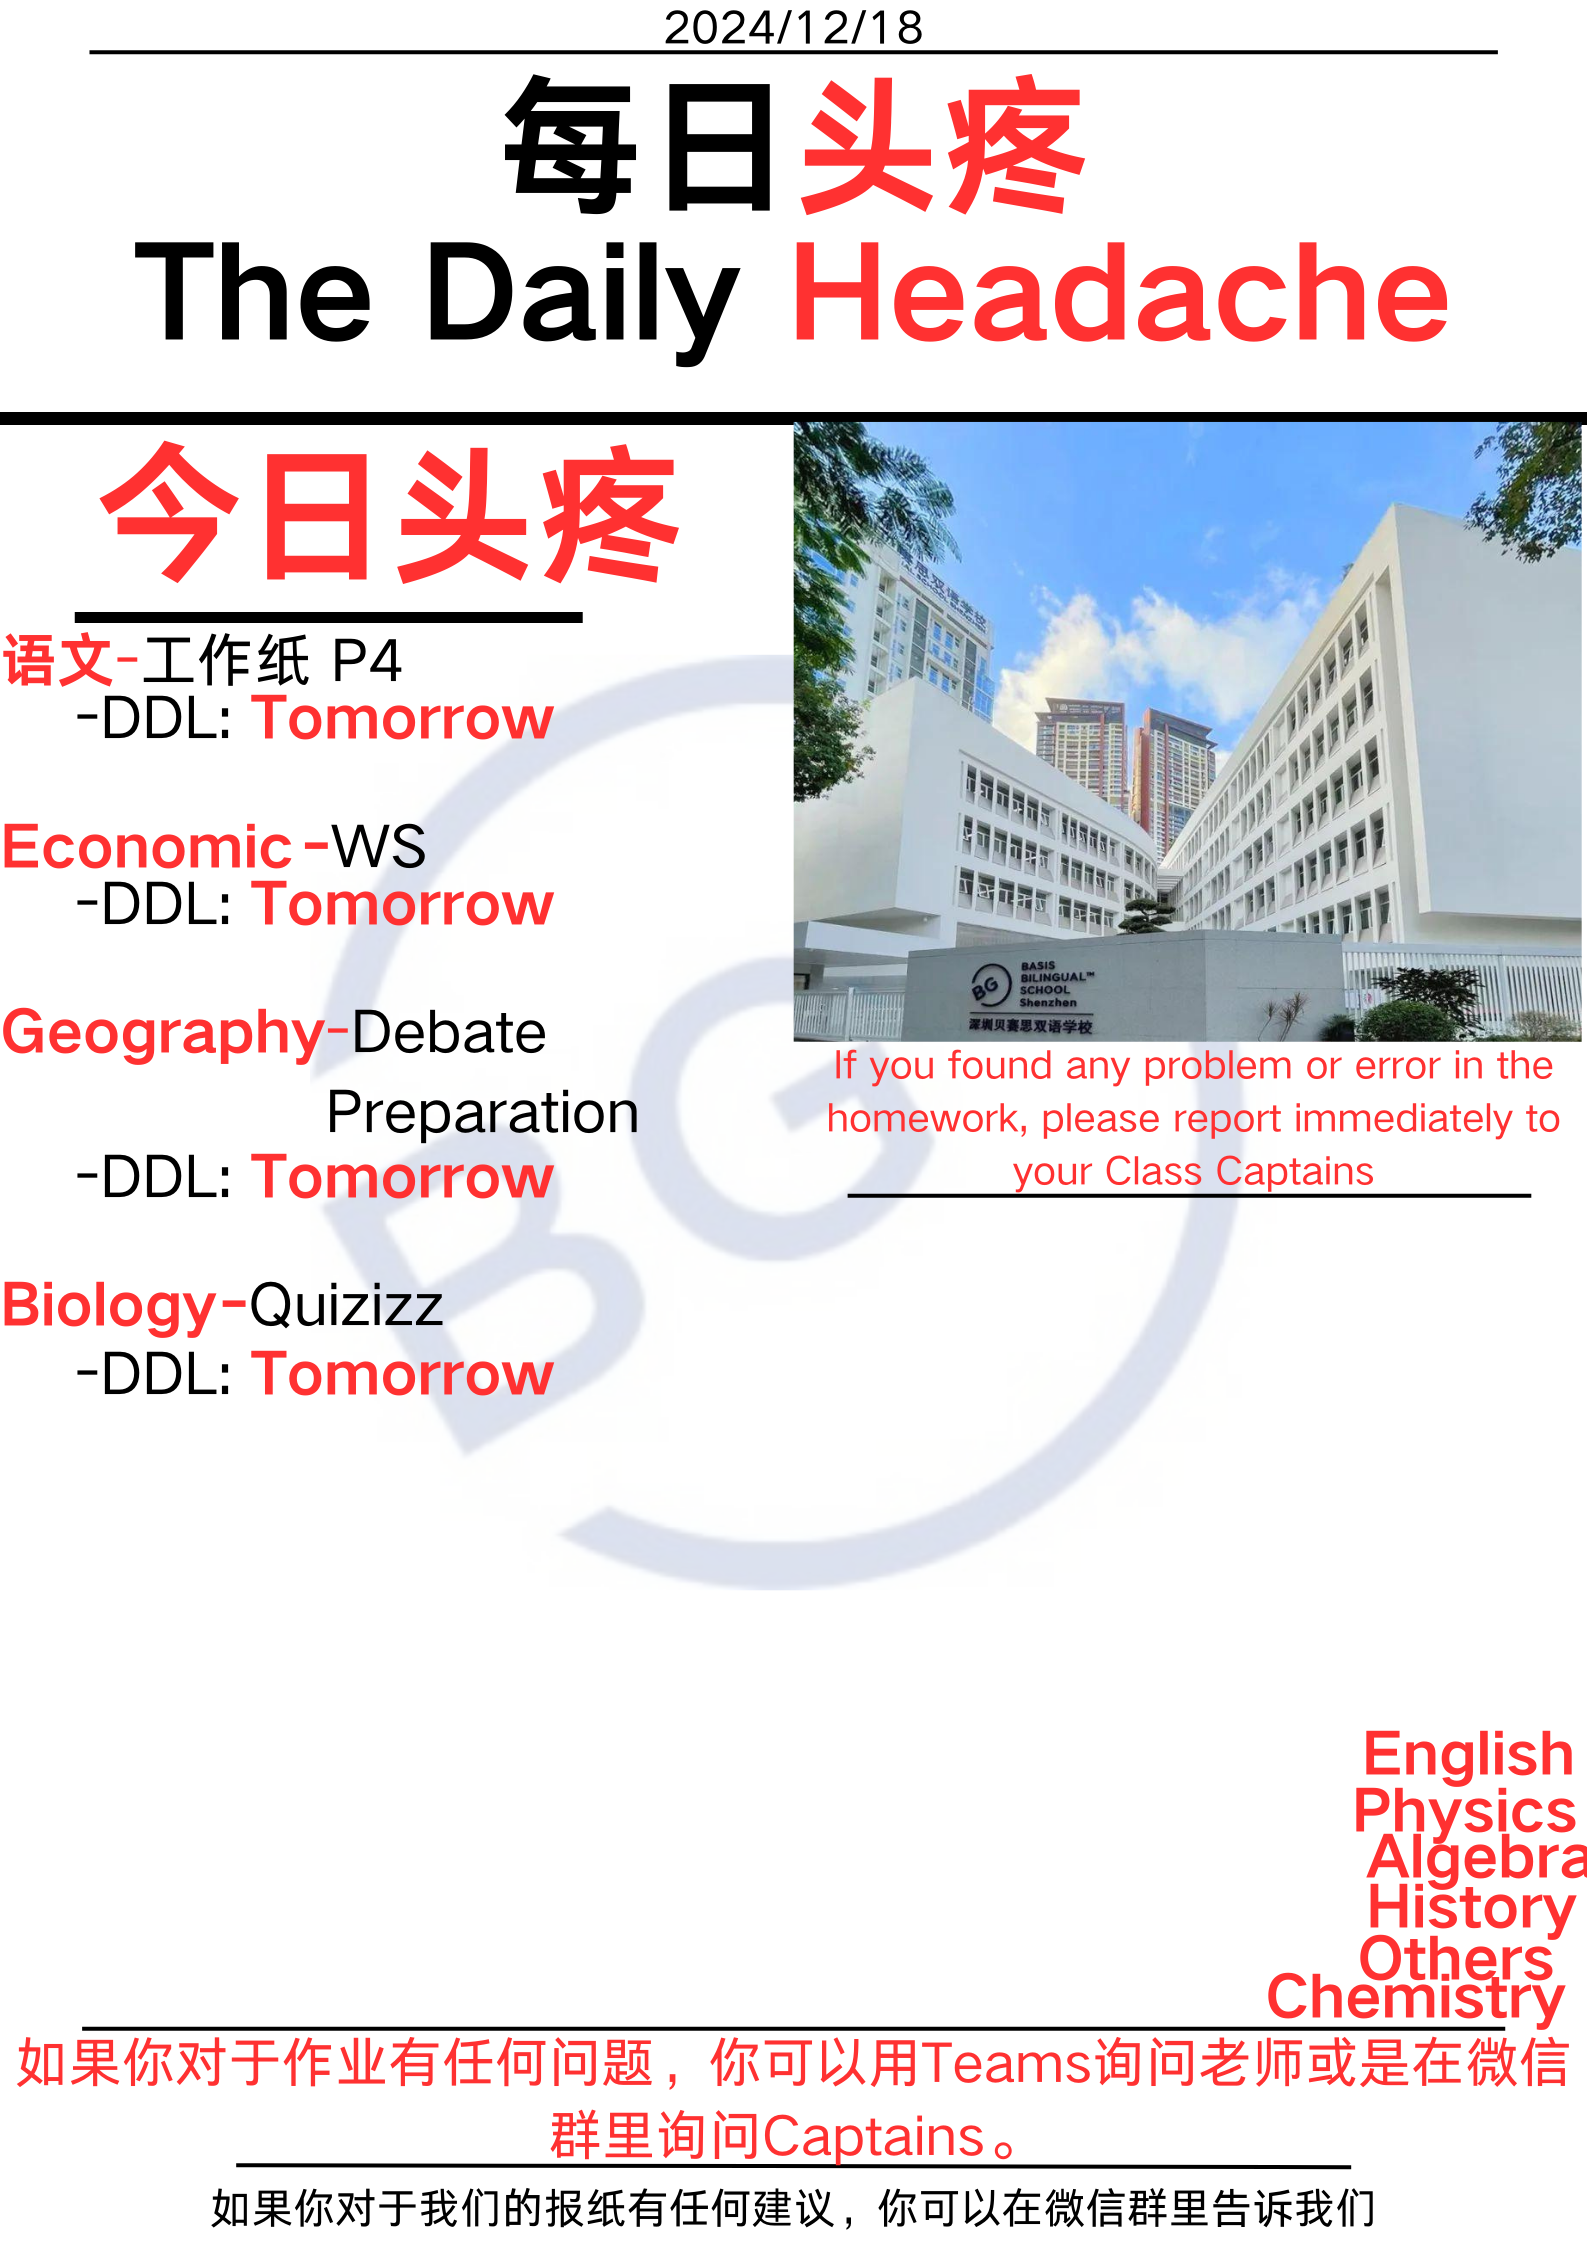 2024/12/18
每日头疼
The Daily Headache
今日头疼
语文-工作纸 P4
-DDL: Tomorrow
Economic-WS
-DDL: Tomorrow
Geography-Debate
Preparation
-DDL: Tomorrow
Biology-Quizizz
-DDL: Tomorrow
思双语学校
BG
BASIS
BILINGUAL™
SCHOOL
Shenzhen
深圳贝赛思双语学校
If you found any problem or error in the
homework, please report immediately to
your Class Captains
BG
English
Physics
Algebra
History
Others
Chemistry
如果你对于作业有任何问题，你可以用Teams询问老师或是在微信
群里询问Captains。
如果你对于我们的报纸有任何建议，你可以在微信群里告诉我们